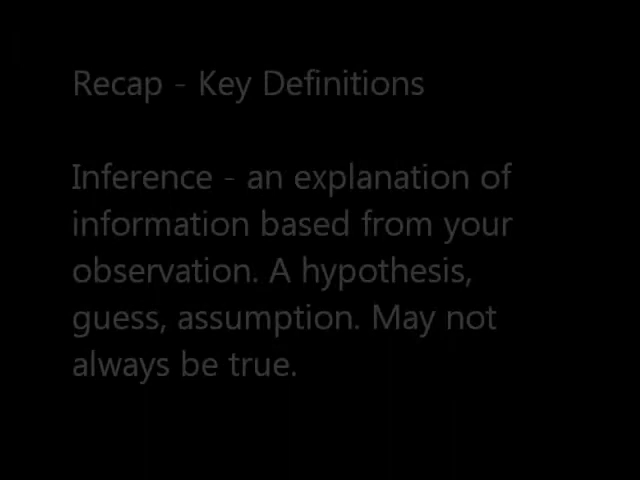 Recap - Key Definitions
Inference - an explanation of
information based from your
observation. A hypothesis,
guess, assumption. May not
always be true.